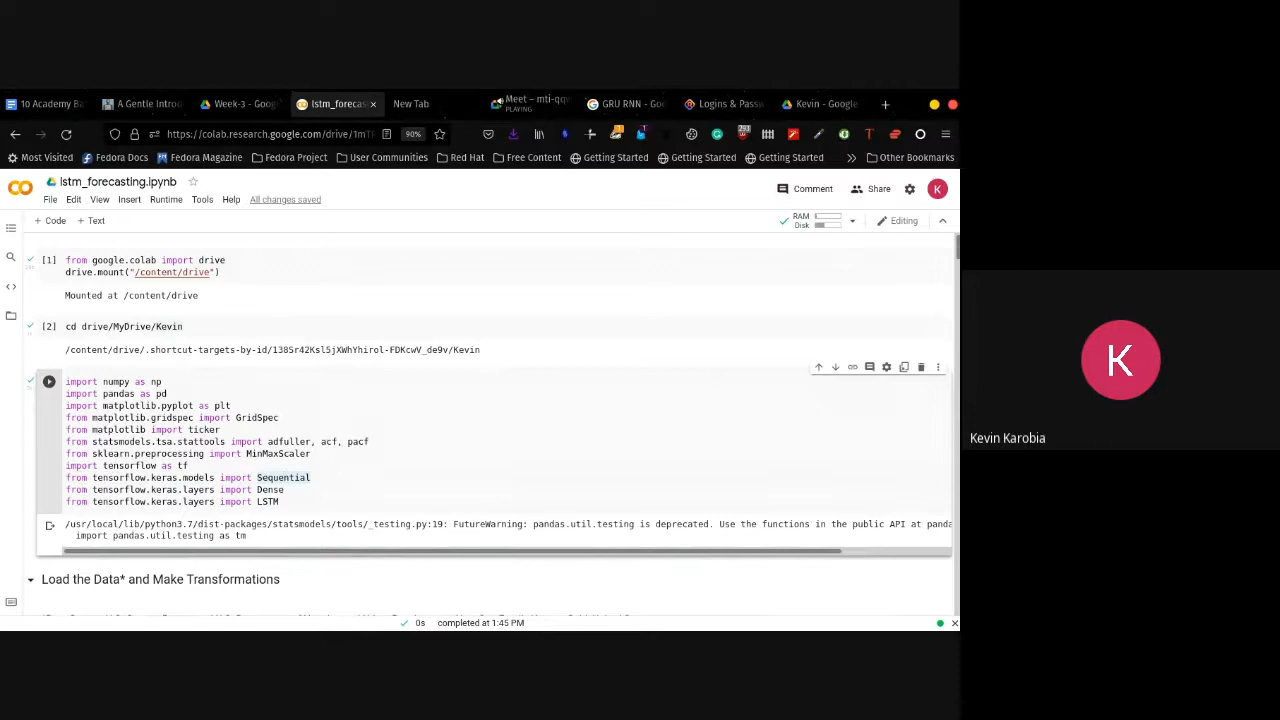 10 Academy Ba
A Gentle Introd
Week-3 - Goog
lstm_forecas
New Tab
Meet – mti-qqw
PLAYING
GRU RNN - Goo
Logins & Passw
Kevin - Google
https://colab.research.google.com/drive/1mT
90%
293
Most Visited
Fedora Docs
Fedora Magazine
Fedora Project
User Communities
Red Hat
Free Content
Getting Started
Getting Started
Getting Started
Other Bookmarks
lstm_forecasting.ipynb
Comment
Share
K
File Edit View Insert Runtime Tools Help All changes saved
+ Code + Text
RAM
Disk
Editing
[1] from google.colab import drive
drive.mount("/content/drive")
Mounted at /content/drive
[2] cd drive/MyDrive/Kevin
/content/drive/.shortcut-targets-by-id/138Sr42Ksl5jXWhYhirol-FDKcwV_de9v/Kevin
import numpy as np
import pandas as pd
import matplotlib.pyplot as plt
from matplotlib.gridspec import GridSpec
from matplotlib import ticker
from statsmodels.tsa.stattools import adfuller, acf, pacf
from sklearn.preprocessing import MinMaxScaler
import tensorflow as tf
from tensorflow.keras.models import Sequential
from tensorflow.keras.layers import Dense
from tensorflow.keras.layers import LSTM
/usr/local/lib/python3.7/dist-packages/statsmodels/tools/_testing.py:19: FutureWarning: pandas.util.testing is deprecated. Use the functions in the public API at panda
import pandas.util.testing as tm
Load the Data* and Make Transformations
0s completed at 1:45 PM
K
Kevin Karobia